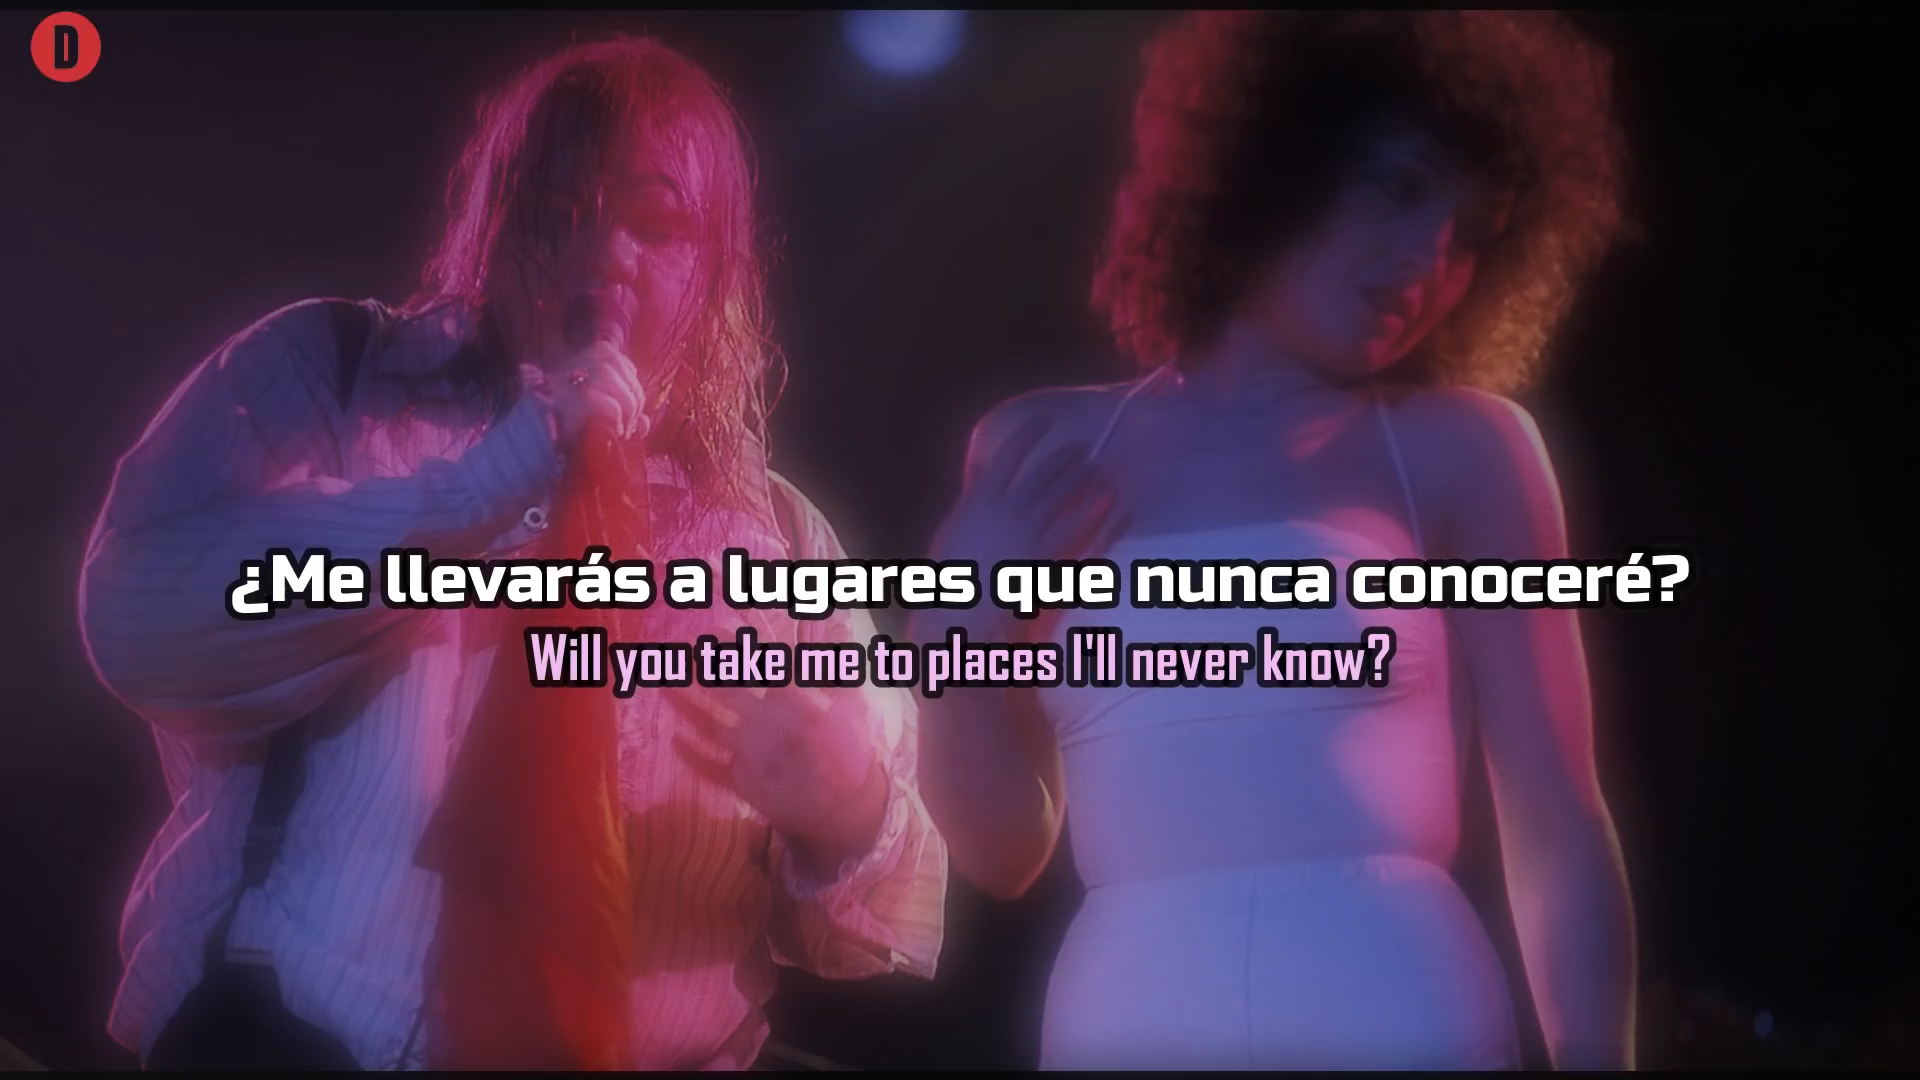 D
¿Me llevarás a lugares que nunca conoceré?
Will you take me to places I'll never know?